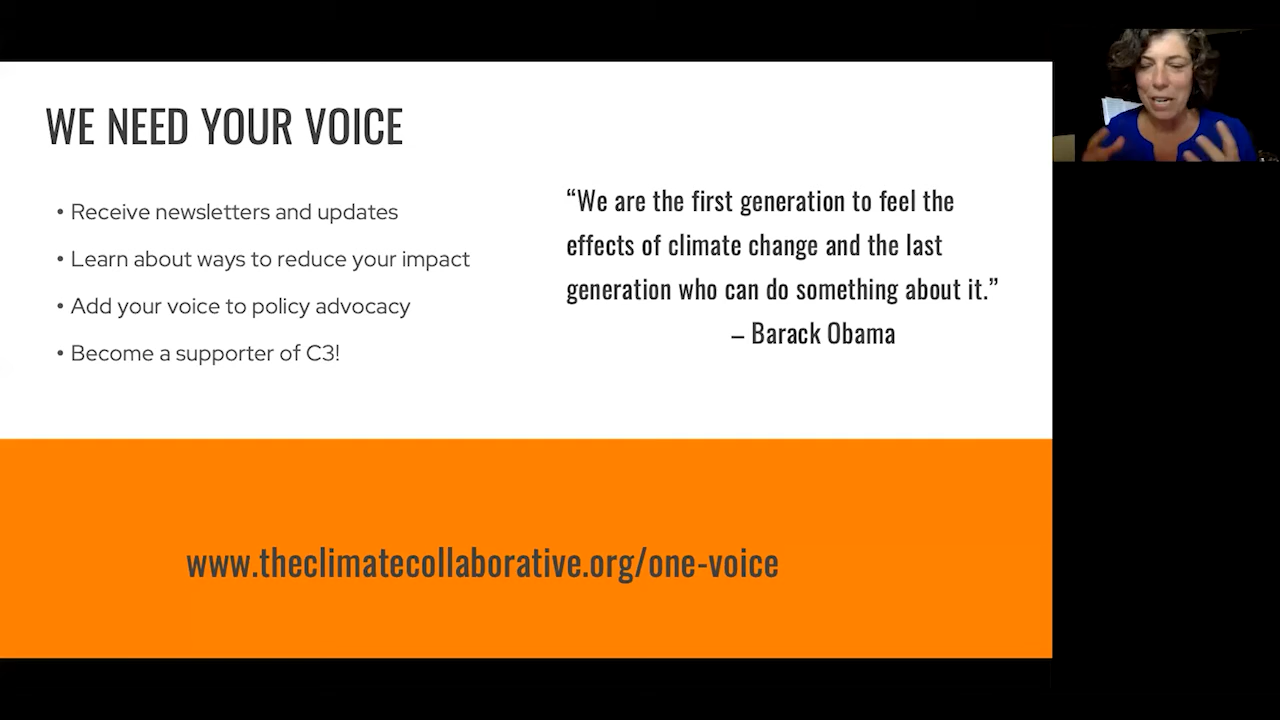 WE NEED YOUR VOICE
• Receive newsletters and updates
• Learn about ways to reduce your impact
• Add your voice to policy advocacy
• Become a supporter of C3!
“We are the first generation to feel the
effects of climate change and the last
generation who can do something about it.”
– Barack Obama
www.theclimatecollaborative.org/one-voice